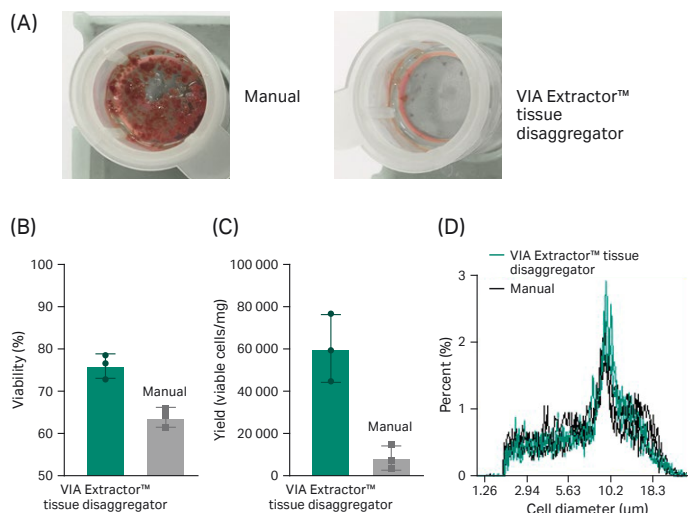 (A)
Manual
VIA Extractor™
tissue
disaggregator
(B)
100
90
80
70
60
50
Viability (%)
Manual
VIA Extractor™
tissue disaggregator
(C)
100 000
80 000
60 000
40 000
20 000
0
Yield (viable cells/mg)
Manual
VIA Extractor™
tissue disaggregator
(D)
VIA Extractor™ tissue
disaggregator
Manual
3
2
1
0
Percent (%)
1.26 2.94 5.63 10.2 18.3
Cell diameter (um)